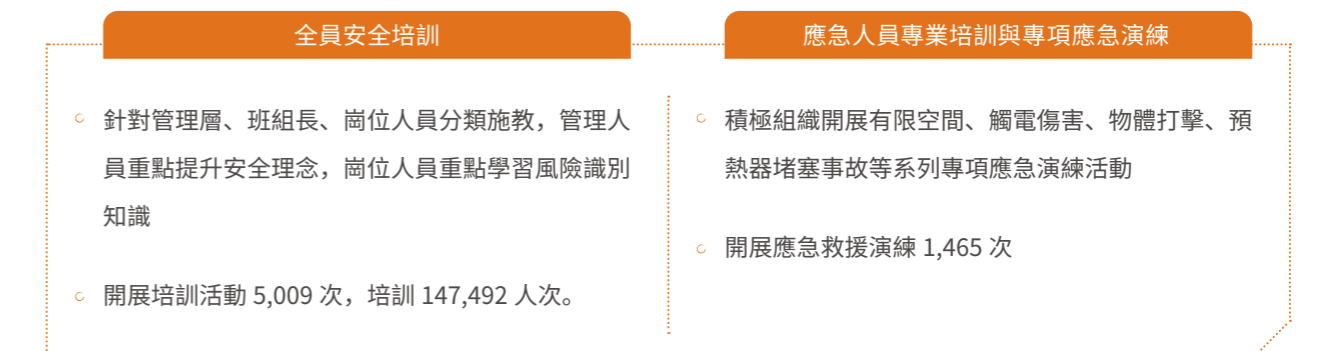 全員安全培訓
針對管理層、班組長、崗位人員分類施教，管理人
員重點提升安全理念，崗位人員重點學習風險識別
知識
開展培訓活動 5,009 次，培訓 147,492 人次。
應急人員專業培訓與專項應急演練
積極組織開展有限空間、觸電傷害、物體打擊、預
熱器堵塞事故等系列專項應急演練活動
開展應急救援演練 1,465 次